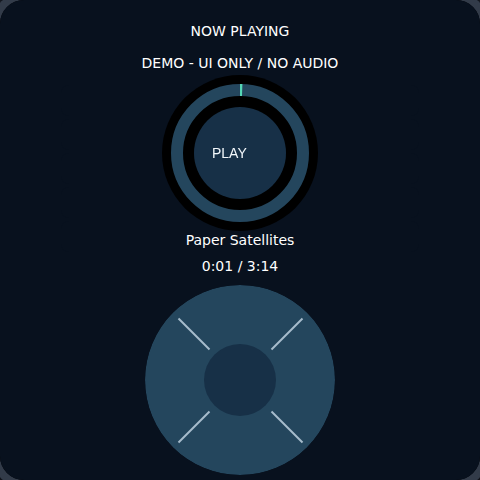 NOW PLAYING
DEMO - UI ONLY / NO AUDIO
PLAY
Paper Satellites
0:01 / 3:14